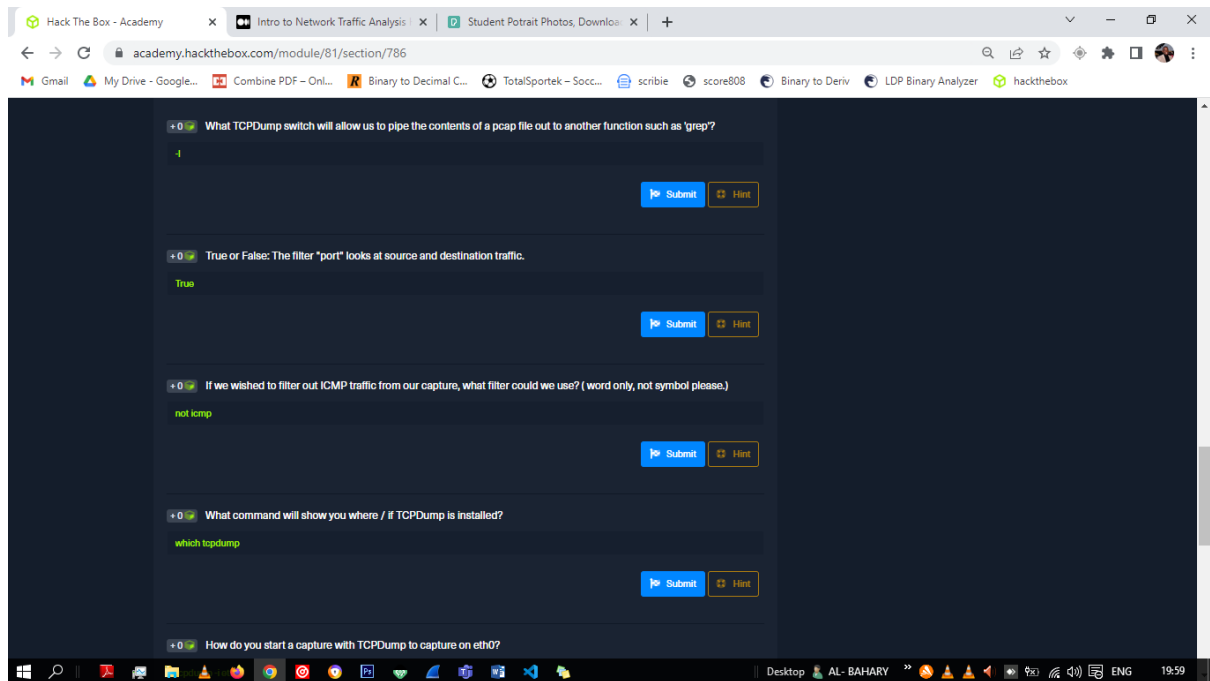 Hack The Box - Academy
Intro to Network Traffic Analysis
Student Potrait Photos, Downloa
academy.hackthebox.com/module/81/section/786
Gmail
My Drive - Google...
Combine PDF – Onl...
Binary to Decimal C...
TotalSportek – Socc...
scribie
score808
Binary to Deriv
LDP Binary Analyzer
hackthebox
+ 0 What TCPDump switch will allow us to pipe the contents of a pcap file out to another function such as 'grep'?
-l
Submit Hint
+ 0 True or False: The filter "port" looks at source and destination traffic.
True
Submit Hint
+ 0 If we wished to filter out ICMP traffic from our capture, what filter could we use? ( word only, not symbol please.)
not icmp
Submit Hint
+ 0 What command will show you where / if TCPDump is installed?
which tcpdump
Submit Hint
+ 0 How do you start a capture with TCPDump to capture on eth0?
Desktop AL- BAHARY ENG 19:59